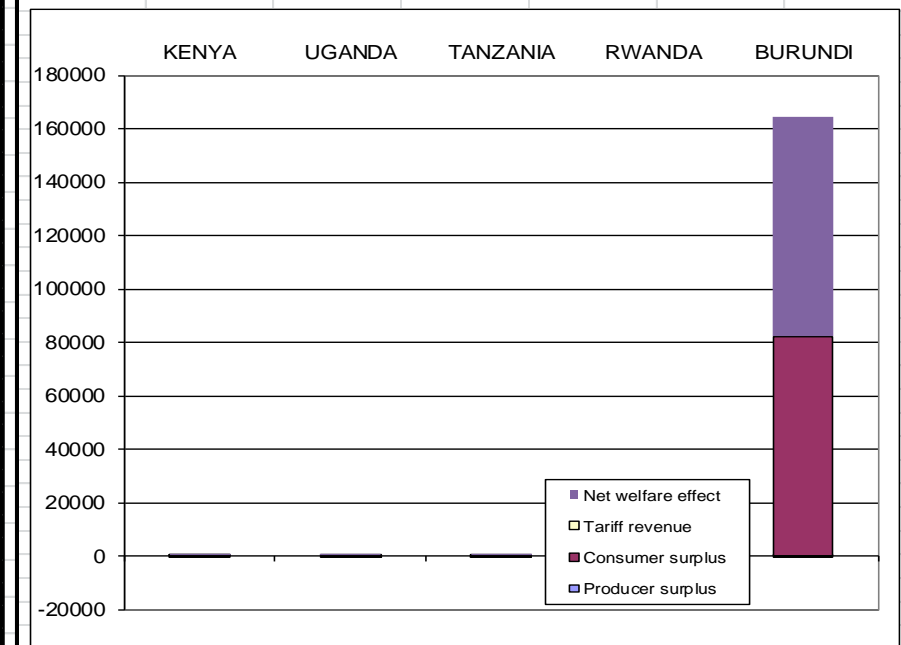 KENYA UGANDA TANZANIA RWANDA BURUNDI
180000
160000
140000
120000
100000
80000
60000
40000
20000
0
-20000
Net welfare effect
Tariff revenue
Consumer surplus
Producer surplus